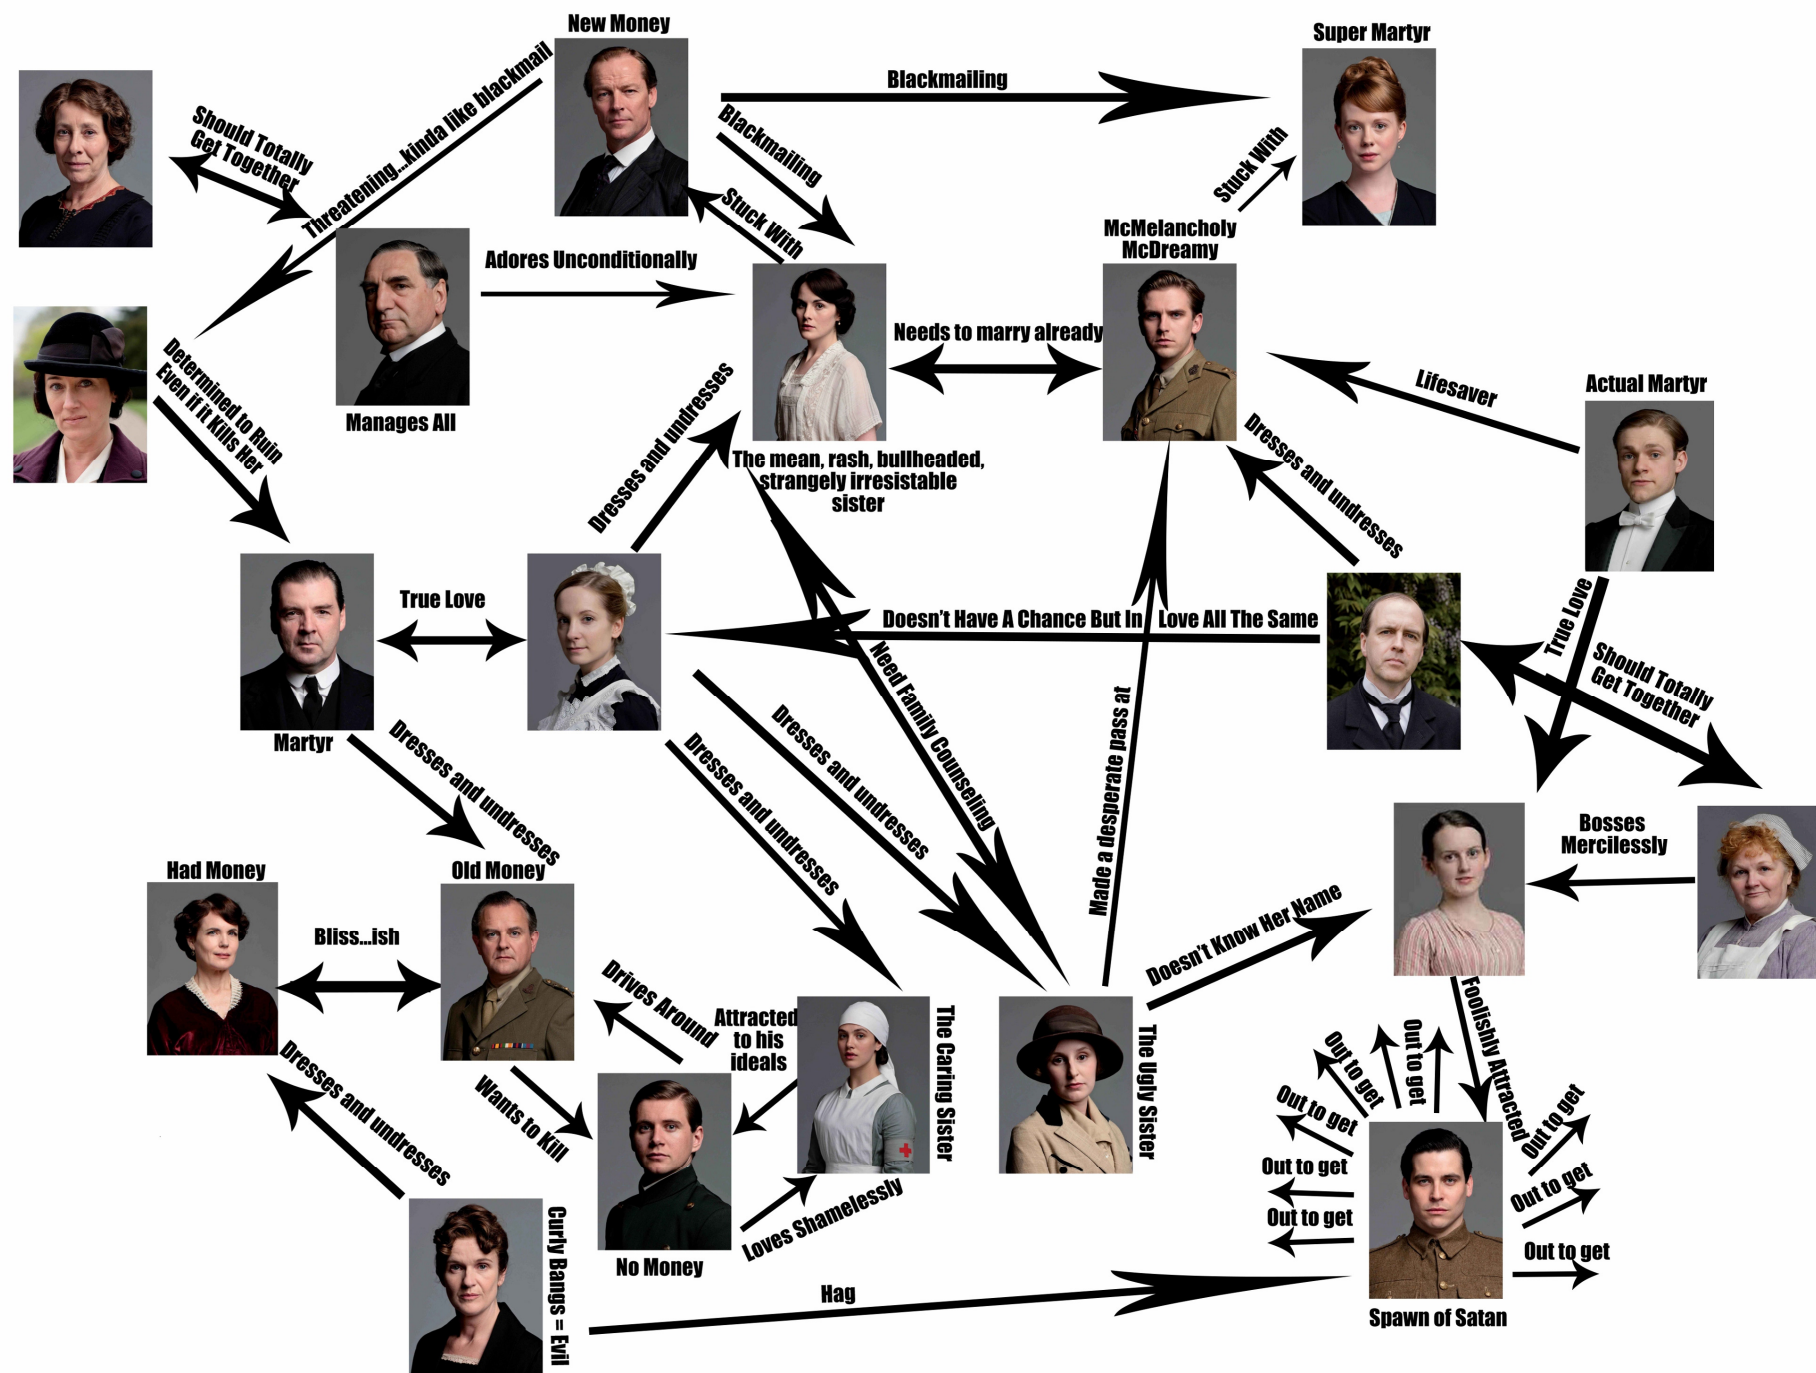 New Money
Super Martyr
Blackmailing
Should Totally
Get Together
Threatening...kinda like blackmail
Blackmailing
Stuck With
Stuck With
McMelancholy
McDreamy
Adores Unconditionally
Needs to marry already
Manages All
Determined to Ruin
Even if it Kills Her
Lifesaver
Actual Martyr
Dresses and undresses
The mean, rash, bullheaded,
strangely irresistable
sister
Dresses and undresses
True Love
Doesn't Have A Chance But In Love All The Same
True Love
Should Totally
Get Together
Martyr
Dresses and undresses
Dresses and undresses
Dresses and undresses
Need Family Counseling
Made a desperate pass at
Bosses
Mercilessly
Had Money
Old Money
Bliss...ish
Doesn't Know Her Name
Drives Around
Attracted
to his
ideals
The Caring Sister
The Ugly Sister
Foolishly Attracted
Dresses and undresses
Wants to Kill
Out to get
Out to get
Out to get
Out to get
Out to get
Out to get
Out to get
Out to get
Loves Shamelessly
No Money
Curly Bangs = Evil
Hag
Spawn of Satan